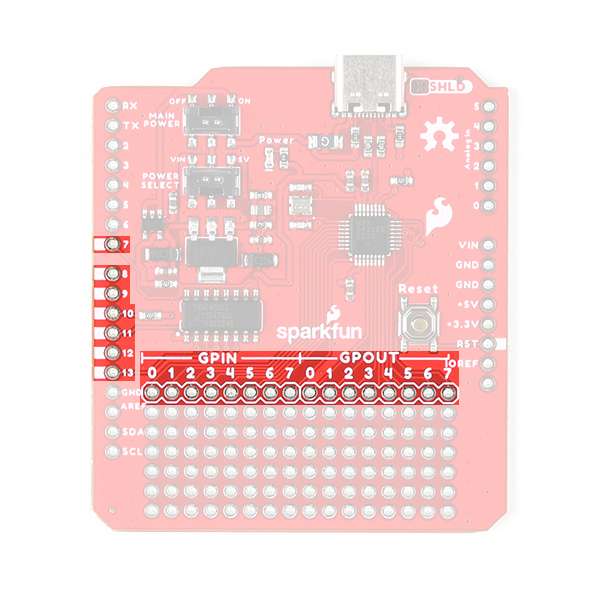 SHLD
RX
OFF
ON
MAIN
POWER
TX
2
3
4
5
6
7
8
9
10
11
12
13
GND
AREF
SDA
SCL
VIN
5V
POWER
SELECT
Power
Analog In
5
4
3
2
1
0
VIN
GND
GND
+5V
+3.3V
RST
IOREF
Reset
sparkfun
GPIN
GPOUT
0 1 2 3 4 5 6 7 0 1 2 3 4 5 6 7